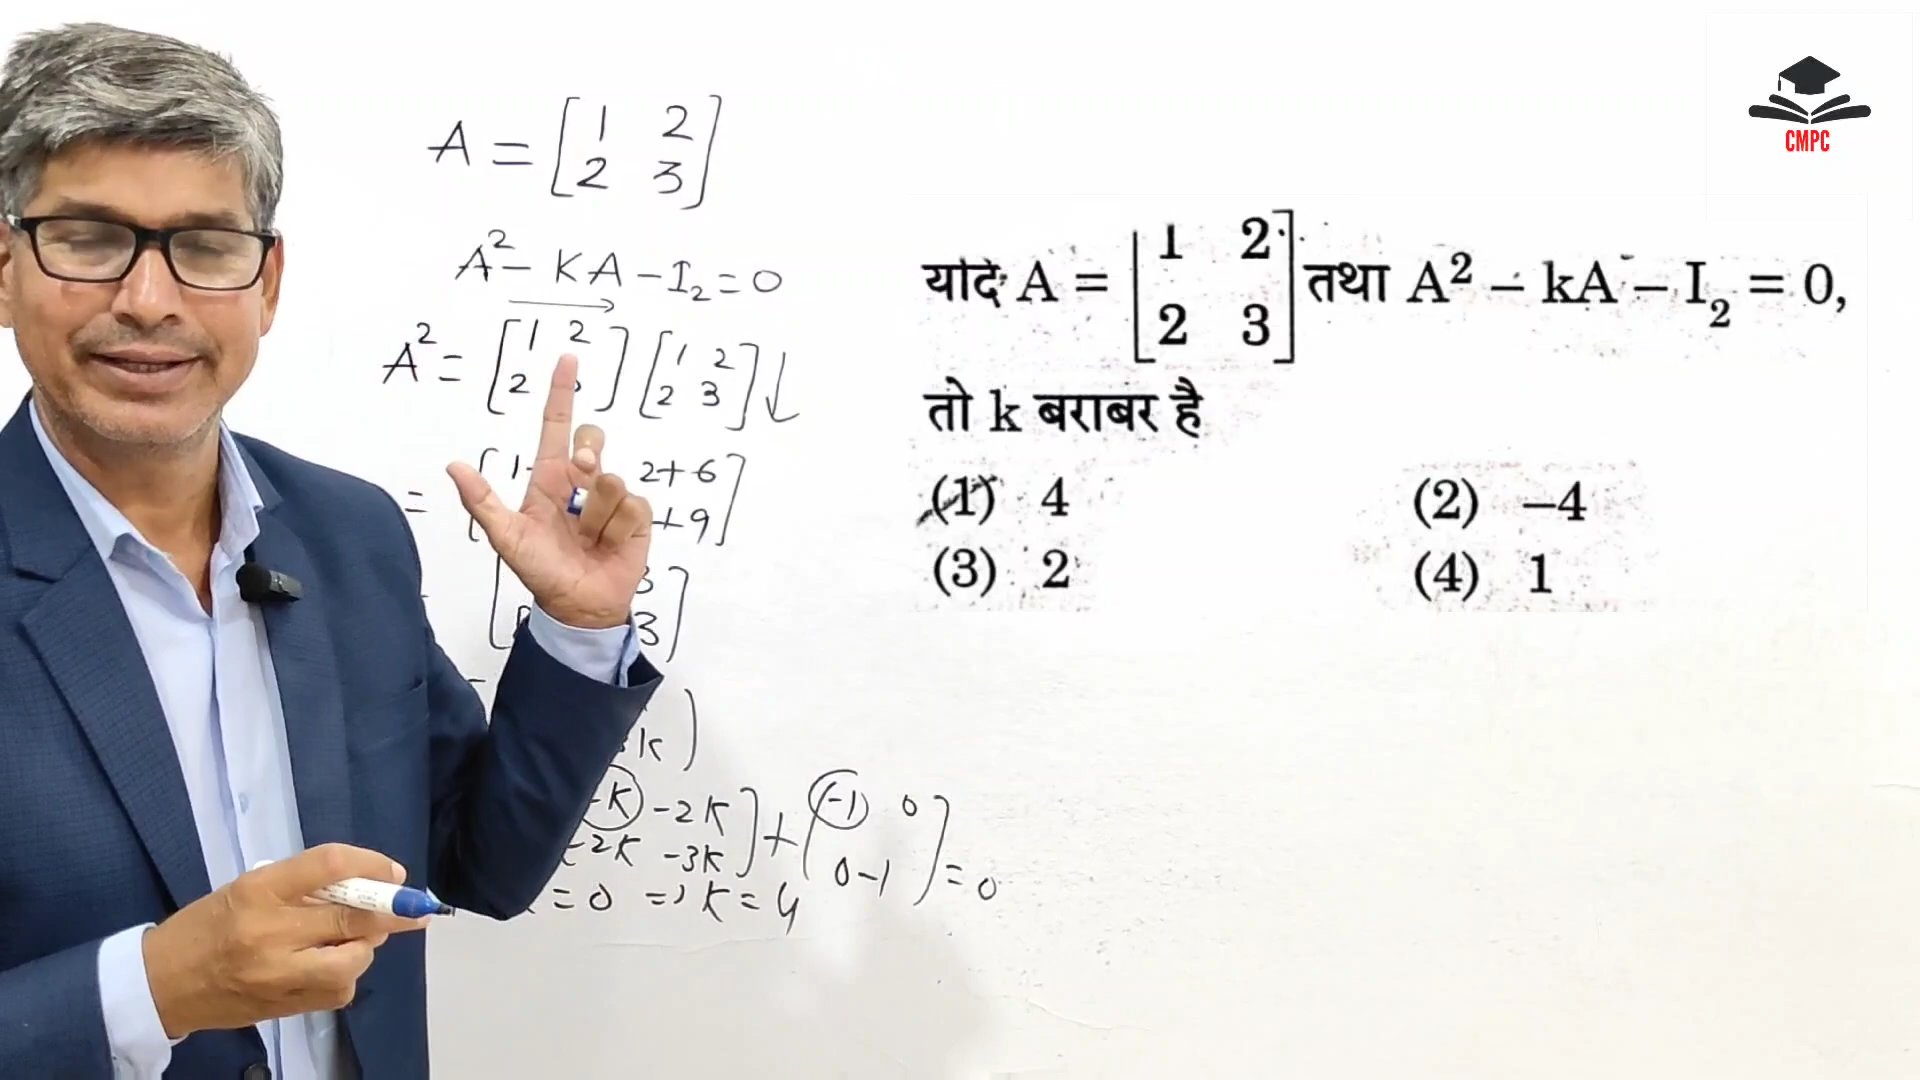 A = [1 2
2 3]
A² - KA - I₂ = 0
A² = [1 2 2] [1 2 2 3]
= 1 2+6
+9]
3
3]
K
-K -2K] + (-1 0
-2K -3K 0 -1) = 0
= 0 => K = 4
CMPC
यदि A = [1 2
2 3] तथा A² – kA – I₂ = 0,
तो k बराबर है
(1) 4 (2) –4
(3) 2 (4) 1